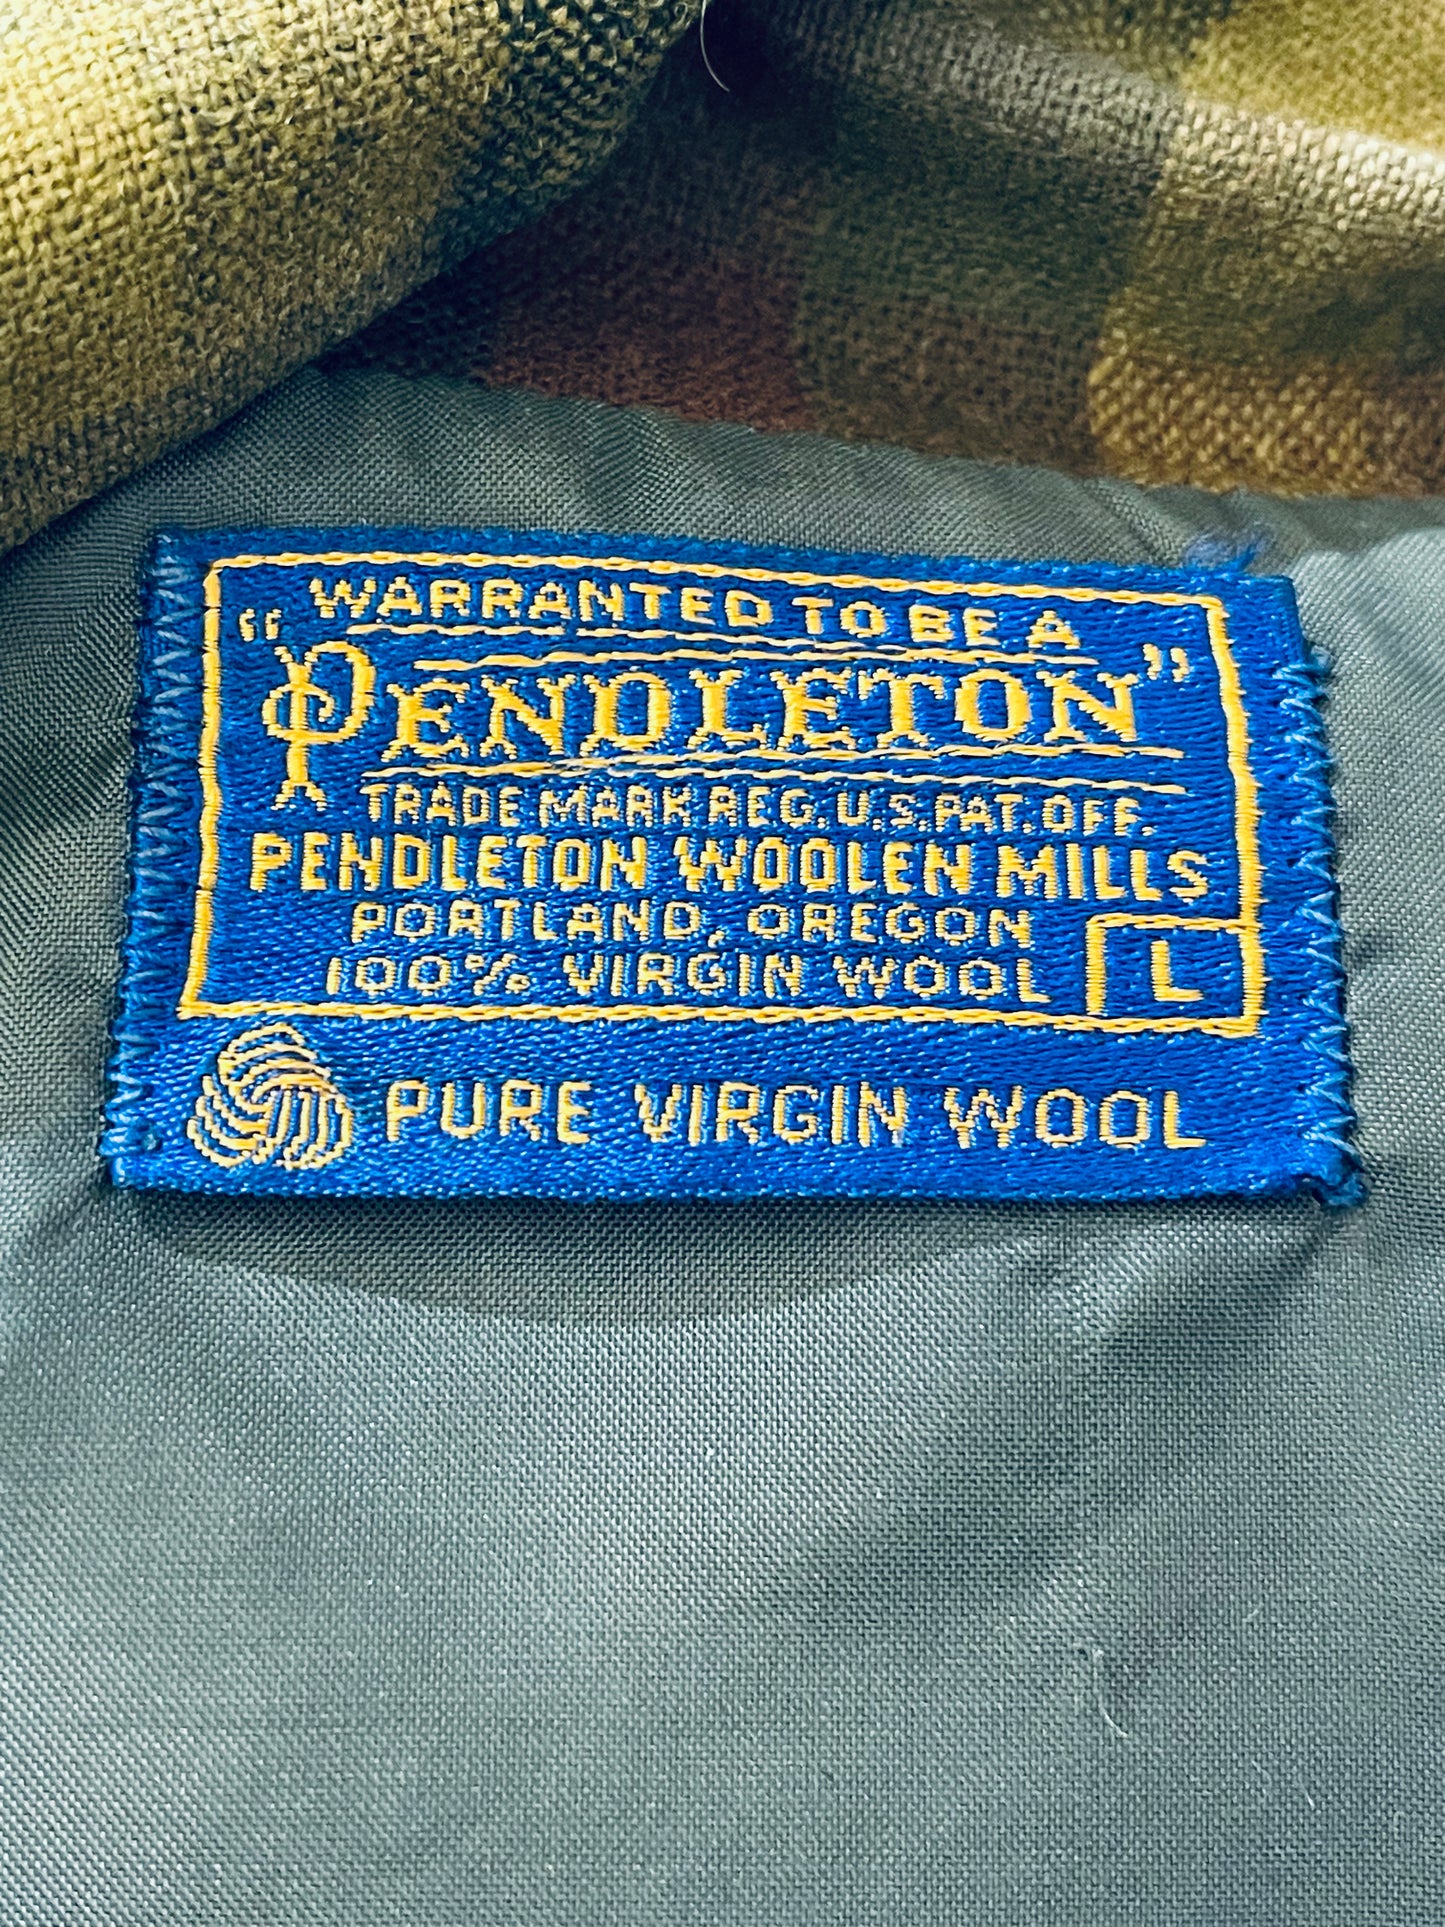 WARRANTED TO BE A
"PENDLETON"
TRADE MARK REG. U.S. PAT. OFF.
PENDLETON WOOLEN MILLS
PORTLAND, OREGON
100% VIRGIN WOOL L
PURE VIRGIN WOOL